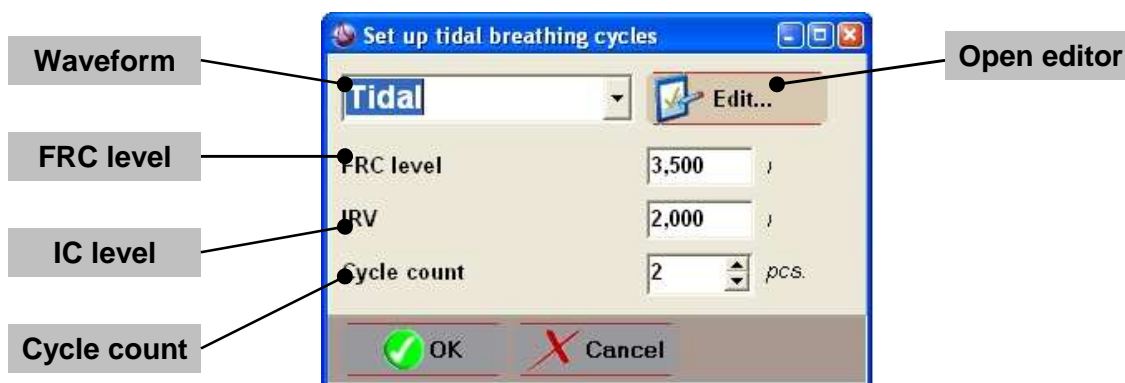 Set up tidal breathing cycles
Waveform
Open editor
Tidal
Edit...
FRC level
FRC level
3,500
IRV
2,000
IC level
Cycle count
2
pcs.
Cycle count
OK
Cancel